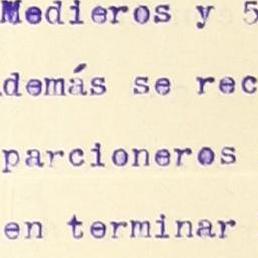 Medieros y 5
demás se rec
parcioneros
en terminar